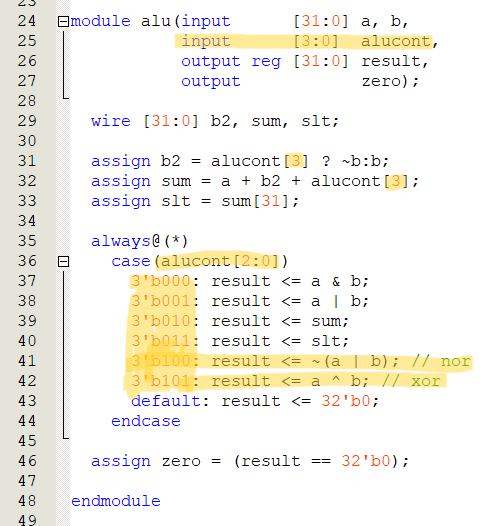 23
24 module alu(input      [31:0] a, b,
25            input      [3:0] alucont,
26            output reg [31:0] result,
27            output            zero);
28
29   wire [31:0] b2, sum, slt;
30
31   assign b2 = alucont[3] ? ~b:b;
32   assign sum = a + b2 + alucont[3];
33   assign slt = sum[31];
34
35   always@(*)
36     case(alucont[2:0])
37       3'b000: result <= a & b;
38       3'b001: result <= a | b;
39       3'b010: result <= sum;
40       3'b011: result <= slt;
41       3'b100: result <= ~(a | b); // nor
42       3'b101: result <= a ^ b; // xor
43       default: result <= 32'b0;
44     endcase
45
46   assign zero = (result == 32'b0);
47
48 endmodule
49